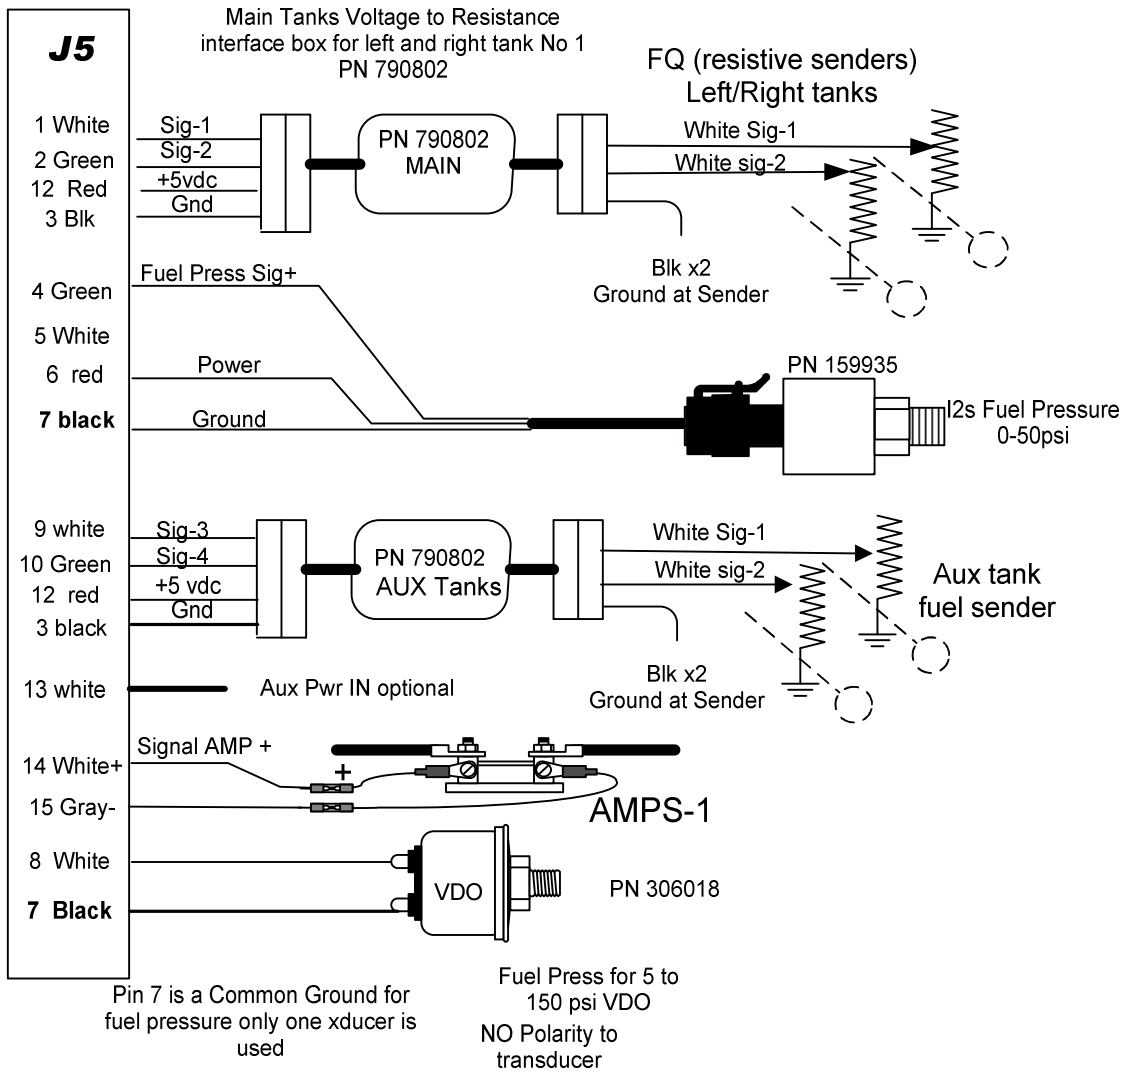 Main Tanks Voltage to Resistance
interface box for left and right tank No 1
PN 790802
J5
FQ (resistive senders)
Left/Right tanks
1 White
Sig-1
2 Green
Sig-2
12 Red
+5vdc
3 Blk
Gnd
PN 790802
MAIN
White Sig-1
White sig-2
Blk x2
Ground at Sender
4 Green
Fuel Press Sig+
5 White
6 red
Power
7 black
Ground
PN 159935
I2s Fuel Pressure
0-50psi
9 white
Sig-3
10 Green
Sig-4
12 red
+5 vdc
3 black
Gnd
PN 790802
AUX Tanks
White Sig-1
White sig-2
Aux tank
fuel sender
Blk x2
Ground at Sender
13 white
Aux Pwr IN optional
Signal AMP +
14 White+
+
15 Gray-
AMPS-1
8 White
VDO
PN 306018
7 Black
Pin 7 is a Common Ground for
fuel pressure only one xducer is
used
Fuel Press for 5 to
150 psi VDO
NO Polarity to
transducer